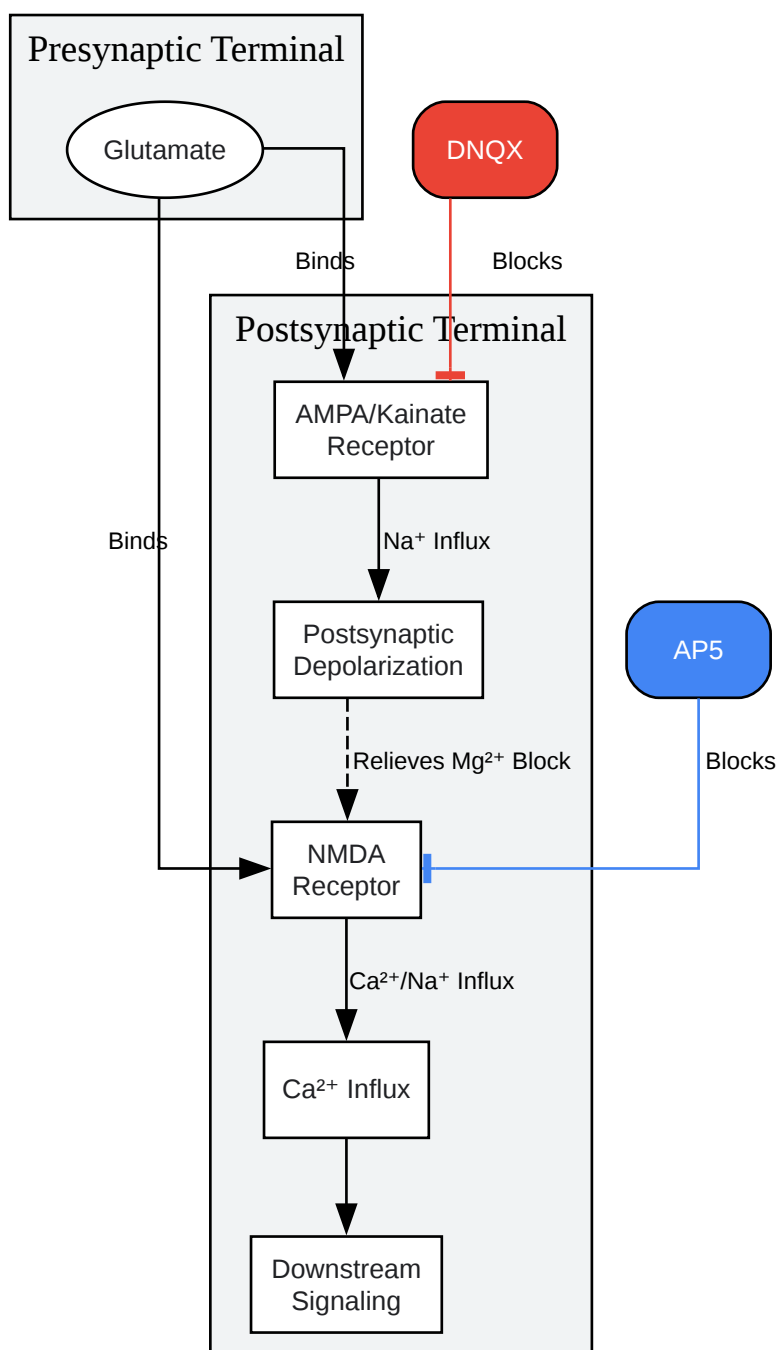 Presynaptic Terminal
Glutamate
DNQX
Binds
Blocks
Postsynaptic Terminal
AMPA/Kainate
Receptor
Binds
Na⁺ Influx
Postsynaptic
Depolarization
AP5
Relieves Mg²⁺ Block
Blocks
NMDA
Receptor
Ca²⁺/Na⁺ Influx
Ca²⁺ Influx
Downstream
Signaling